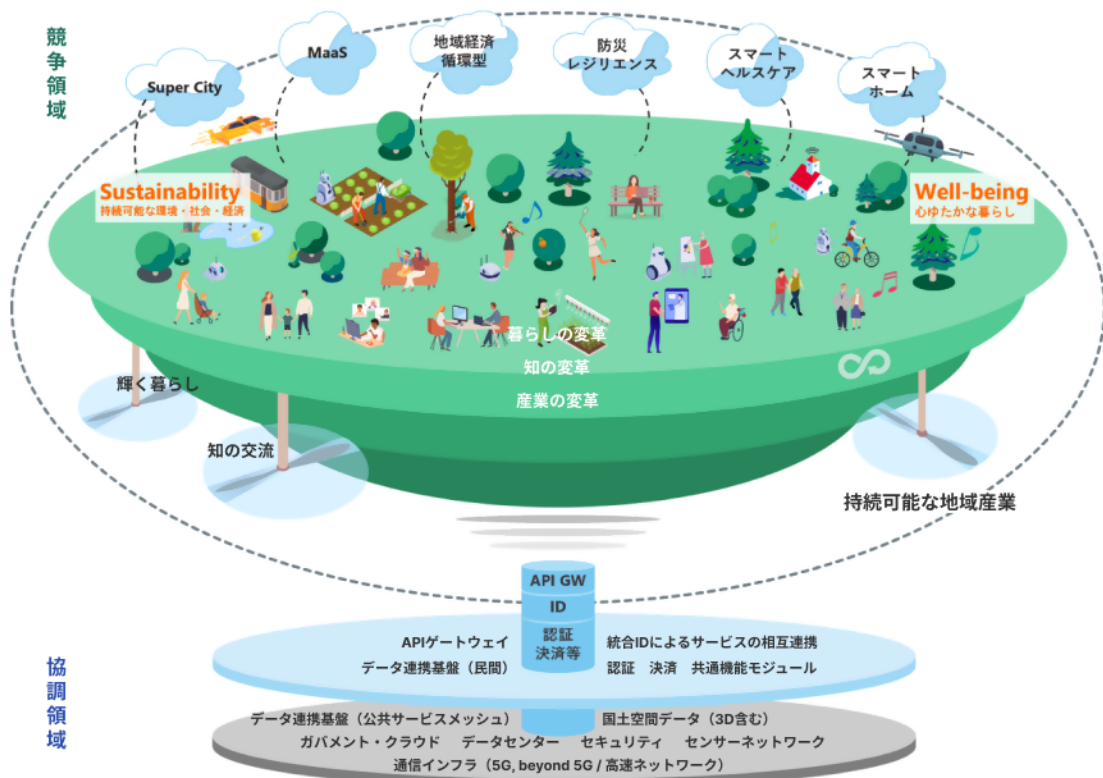 競争領域
Super City
MaaS
地域経済
循環型
防災
レジリエンス
スマート
ヘルスケア
スマート
ホーム
Sustainability
持続可能な環境・社会・経済
Well-being
心ゆたかな暮らし
暮らしの変革
知の変革
産業の変革
輝く暮らし
知の交流
持続可能な地域産業
協調領域
API GW
ID
認証
決済等
APIゲートウェイ
統合IDによるサービスの相互連携
データ連携基盤（民間）
認証 決済 共通機能モジュール
データ連携基盤（公共サービスメッシュ）
国土空間データ（3D含む）
ガバメント・クラウド データセンター セキュリティ センサーネットワーク
通信インフラ（5G, beyond 5G / 高速ネットワーク）